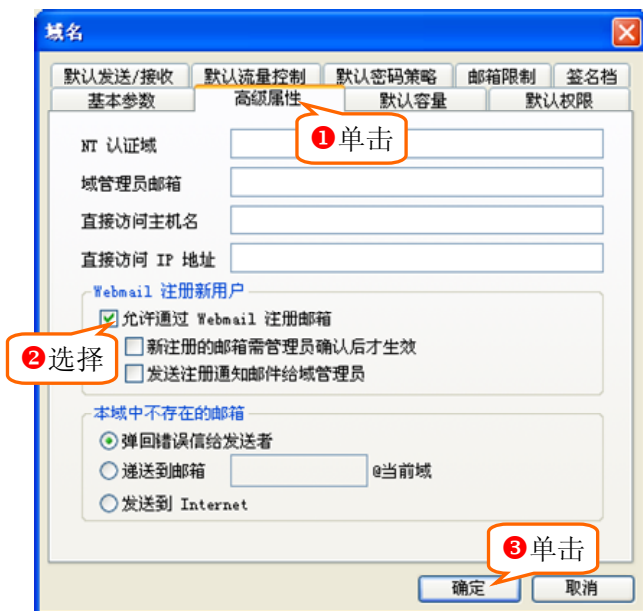 域名
默认发送/接收 默认流量控制 默认密码策略 邮箱限制 签名档
基本参数 高级属性 默认容量 默认权限
❶单击
NT 认证域
域管理员邮箱
直接访问主机名
直接访问 IP 地址
Webmail 注册新用户
允许通过 Webmail 注册邮箱
❷选择
新注册的邮箱需管理员确认后才生效
发送注册通知邮件给域管理员
本域中不存在的邮箱
弹回错误信给发送者
递送到邮箱 @当前域
发送到 Internet
❸单击
确定 取消